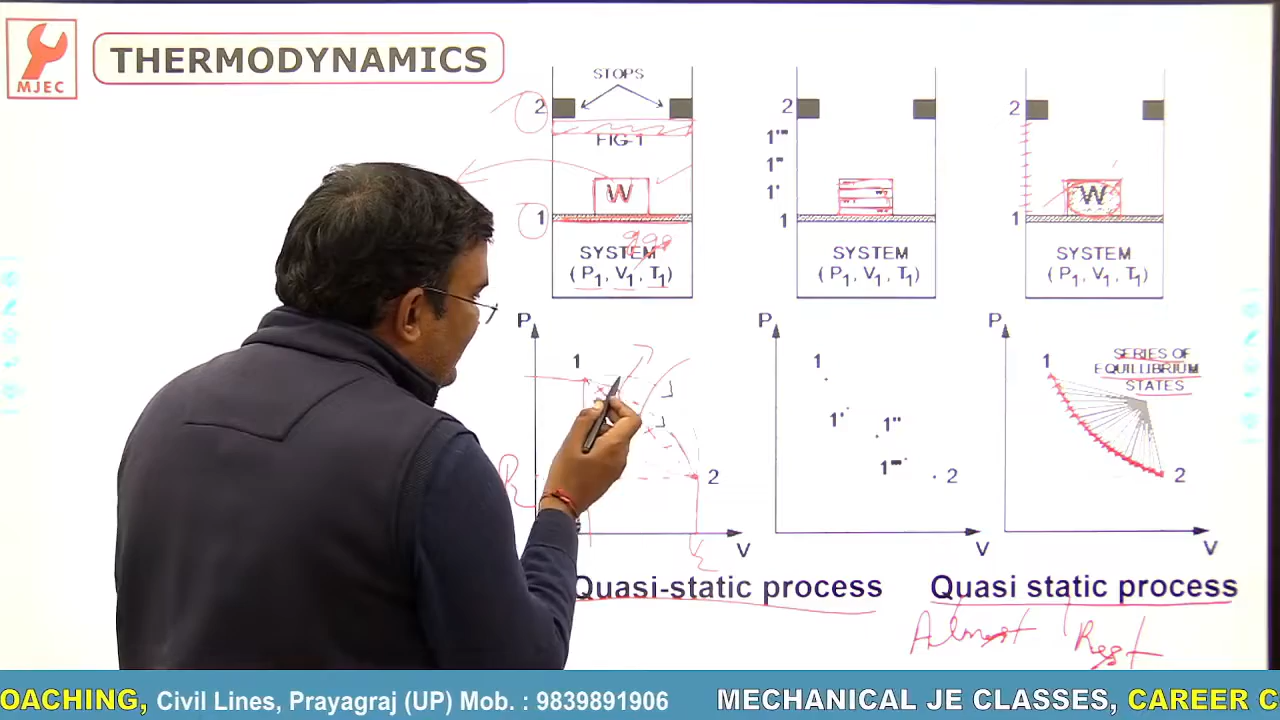 MJEC
THERMODYNAMICS
STOPS
2
FIG-1
W
1
SYSTEM
(P1, V1, T1)
2
1'''
1''
1'
1
SYSTEM
(P1, V1, T1)
2
W
1
SYSTEM
(P1, V1, T1)
P
1
2
V
P
1
1'
1''
1'''
2
V
P
1
SERIES OF
EQUILLIBRIUM
STATES
2
V
Quasi-static process
Quasi static process
Almost Rest
OACHING, Civil Lines, Prayagraj (UP) Mob. : 9839891906 MECHANICAL JE CLASSES, CAREER C